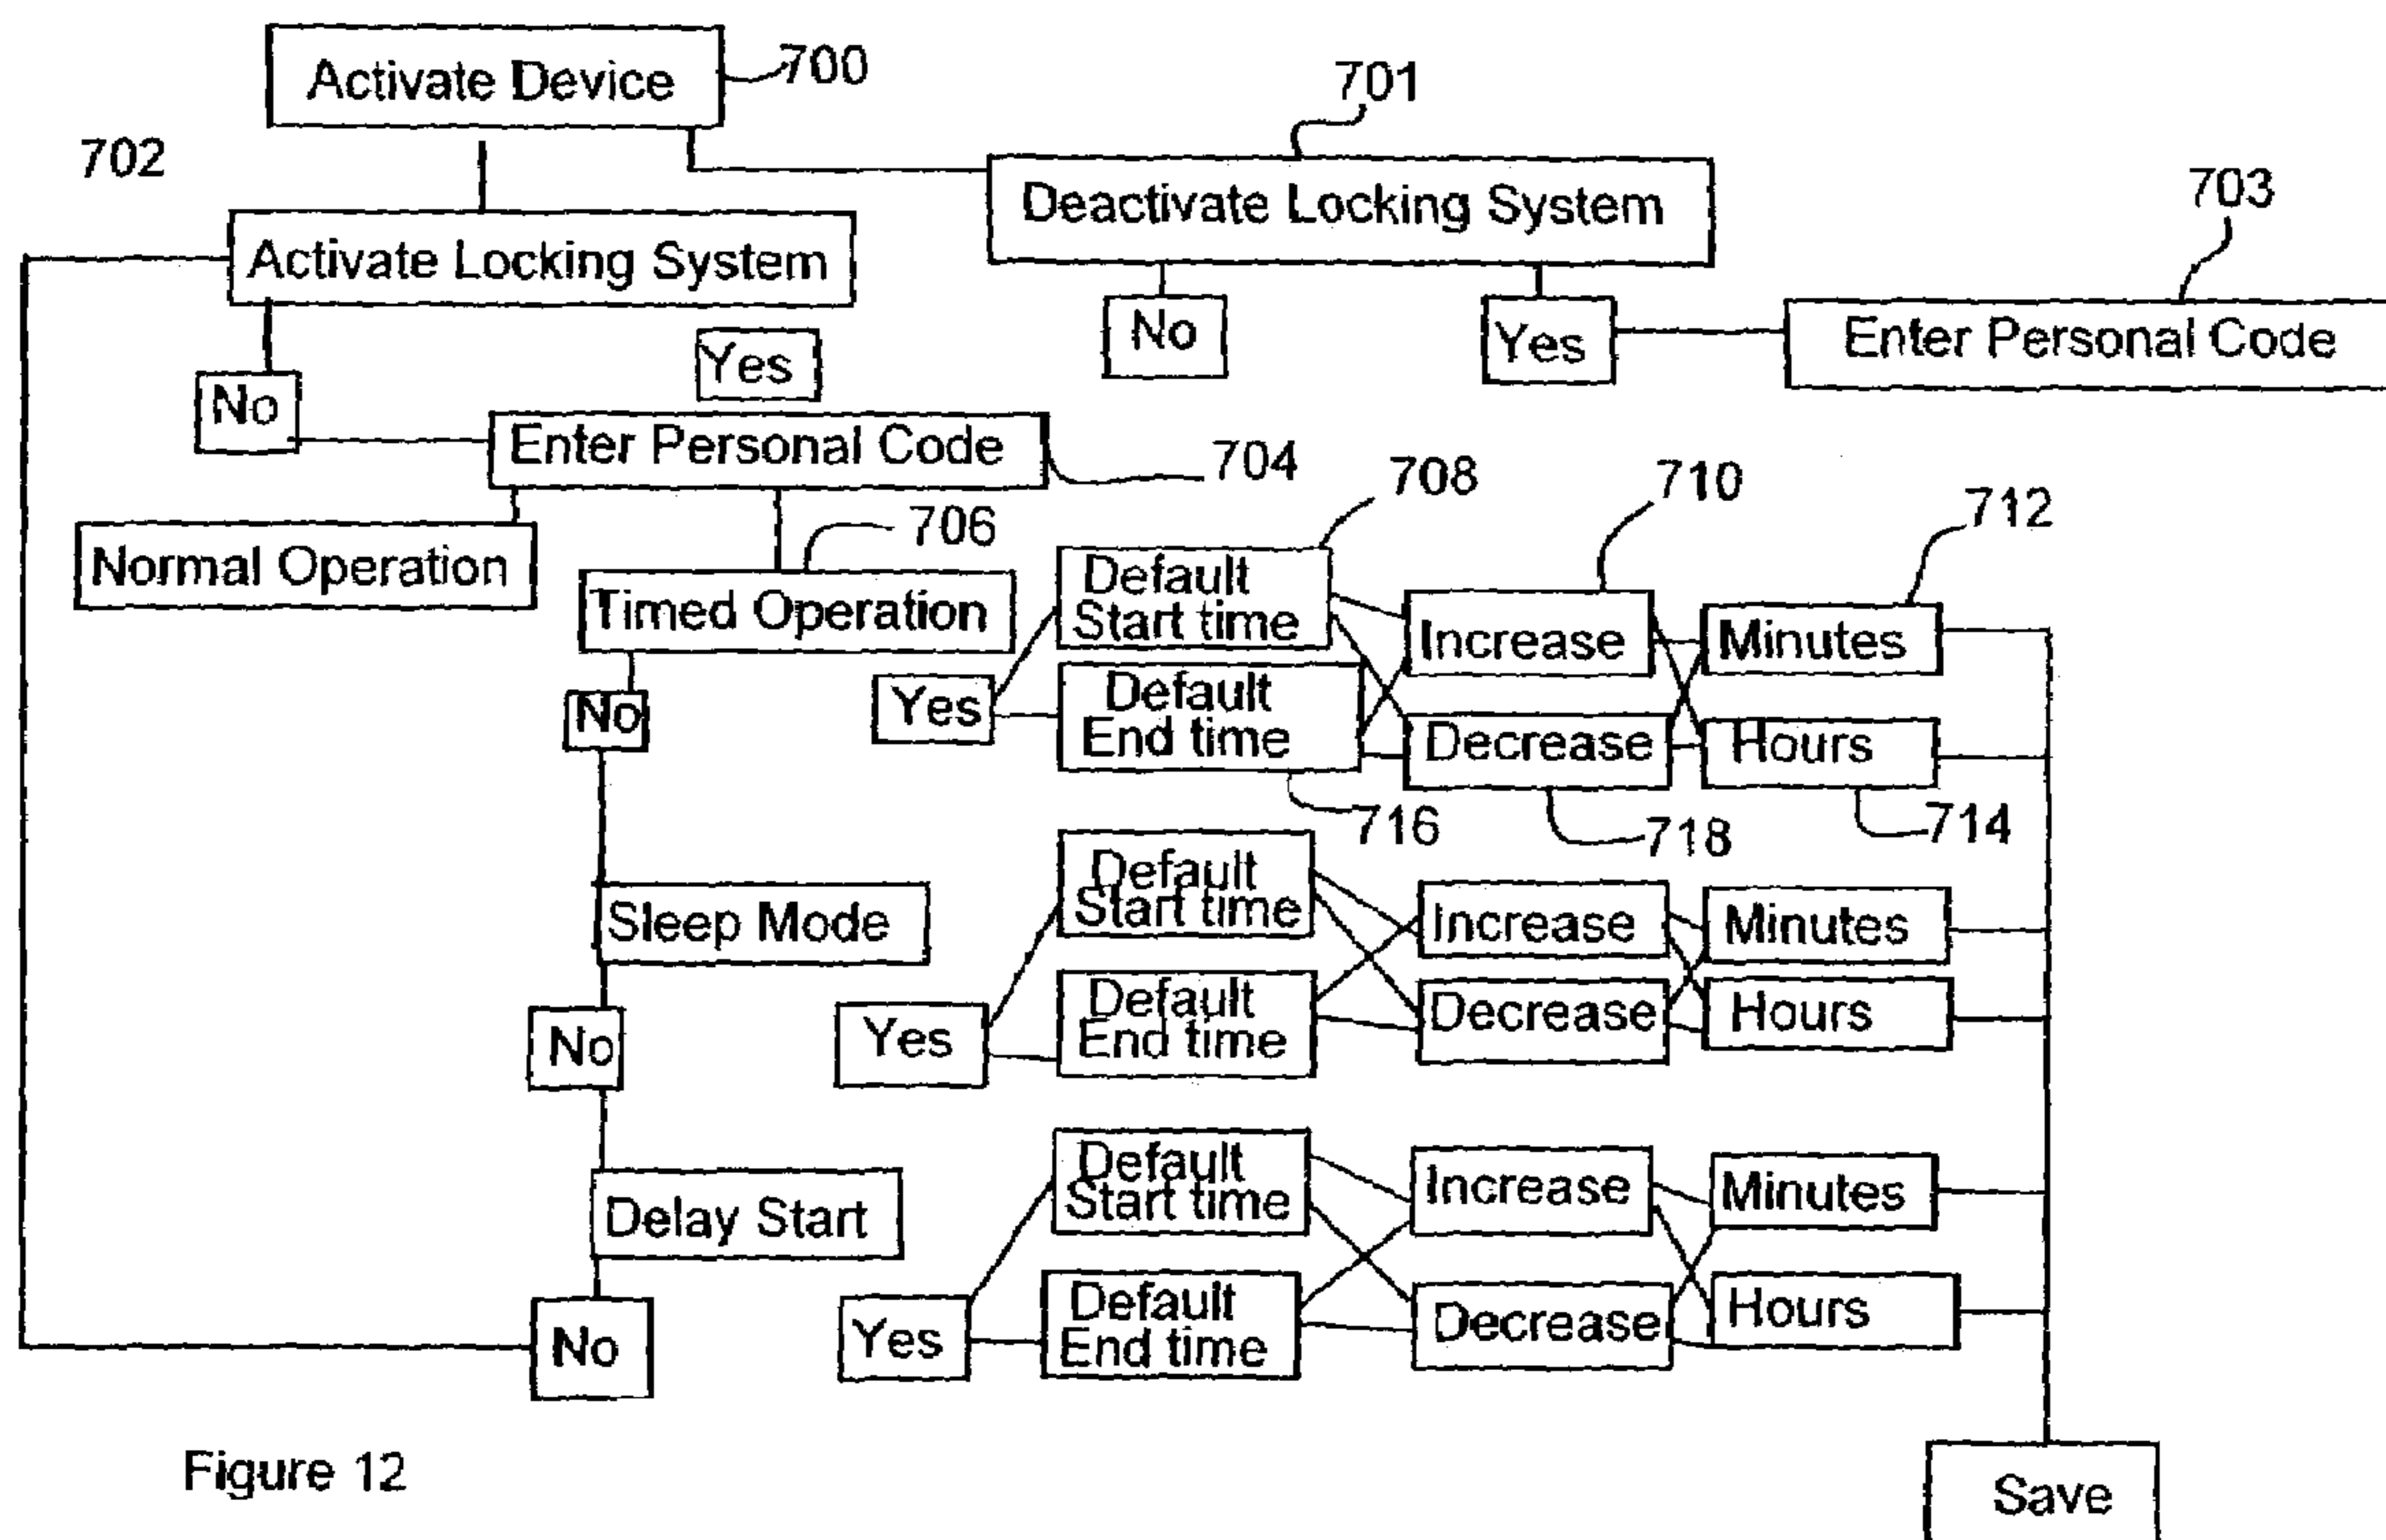 Activate Device
700
701
702
Deactivate Locking System
703
Activate Locking System
No
Yes
Enter Personal Code
Yes
No
Enter Personal Code
704
708
710
712
Normal Operation
706
Timed Operation
Default
Start time
Increase
Minutes
No
Yes
Default
End time
Decrease
Hours
716
718
714
Sleep Mode
Default
Start time
Increase
Minutes
No
Yes
Default
End time
Decrease
Hours
Delay Start
Default
Start time
Increase
Minutes
No
Yes
Default
End time
Decrease
Hours
Figure 12
Save